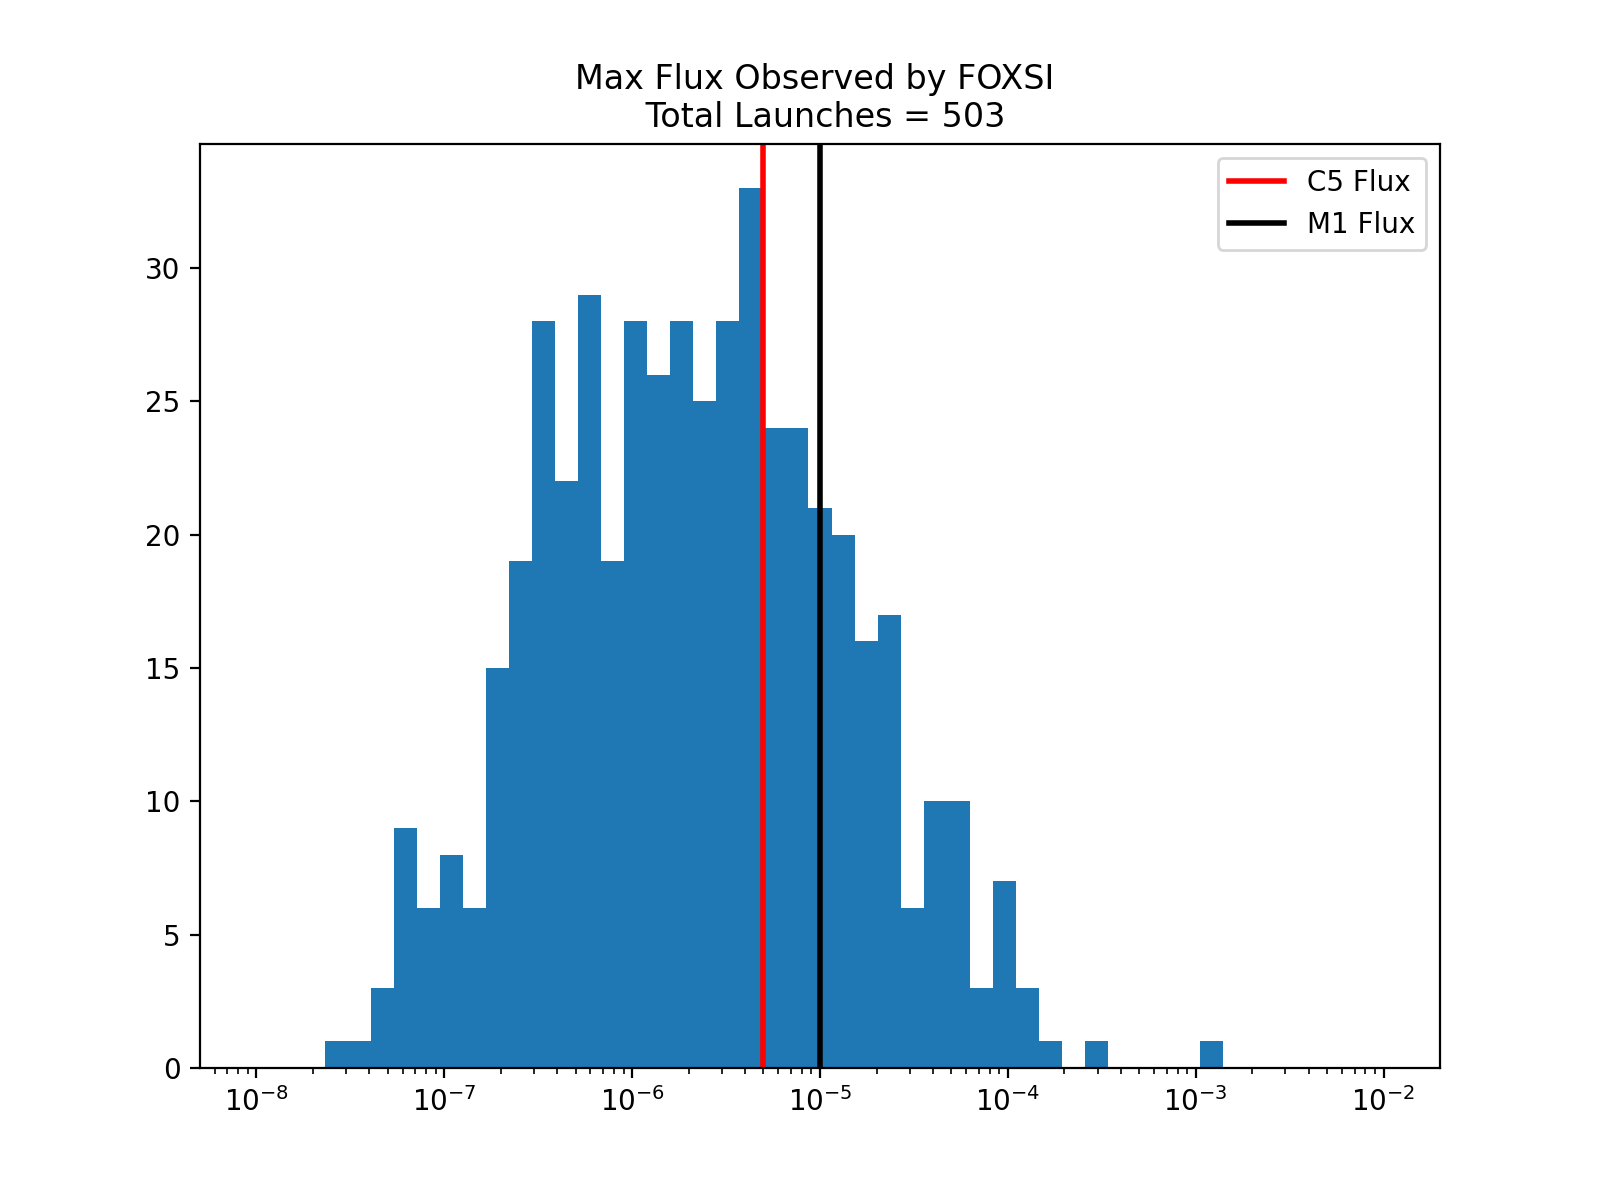 Max Flux Observed by FOXSI
Total Launches = 503
C5 Flux
M1 Flux
30
25
20
15
10
5
0
10⁻⁸ 10⁻⁷ 10⁻⁶ 10⁻⁵ 10⁻⁴ 10⁻³ 10⁻²